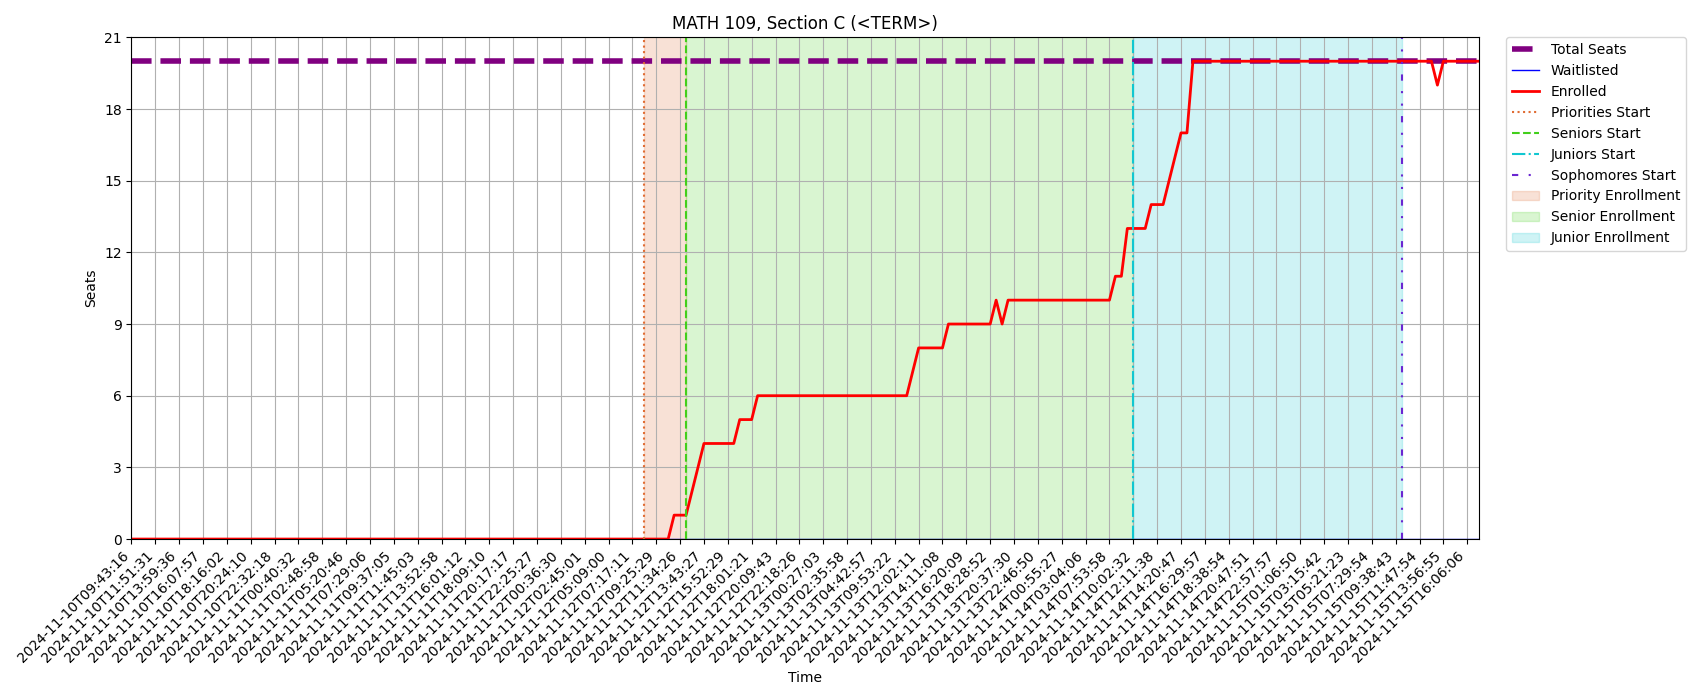 MATH 109, Section C (<TERM>)
Seats
21
18
15
12
9
6
3
0
2024-11-10T09:43:16
2024-11-10T11:51:31
2024-11-10T13:59:36
2024-11-10T16:07:57
2024-11-10T18:16:02
2024-11-10T20:24:10
2024-11-10T22:32:18
2024-11-11T00:40:32
2024-11-11T02:48:58
2024-11-11T05:20:46
2024-11-11T07:29:06
2024-11-11T09:37:05
2024-11-11T11:45:03
2024-11-11T13:52:58
2024-11-11T16:01:12
2024-11-11T18:09:10
2024-11-11T20:17:17
2024-11-11T22:25:27
2024-11-12T00:36:30
2024-11-12T02:45:01
2024-11-12T05:09:00
2024-11-12T07:17:11
2024-11-12T09:25:29
2024-11-12T11:34:26
2024-11-12T13:43:27
2024-11-12T15:52:29
2024-11-12T18:01:21
2024-11-12T20:09:43
2024-11-12T22:18:26
2024-11-13T00:27:03
2024-11-13T02:35:58
2024-11-13T04:42:57
2024-11-13T09:53:22
2024-11-13T12:02:11
2024-11-13T14:11:08
2024-11-13T16:20:09
2024-11-13T18:28:52
2024-11-13T20:37:30
2024-11-13T22:46:50
2024-11-14T00:55:27
2024-11-14T03:04:06
2024-11-14T07:53:58
2024-11-14T10:02:32
2024-11-14T12:11:38
2024-11-14T14:20:47
2024-11-14T16:29:57
2024-11-14T18:38:54
2024-11-14T20:47:51
2024-11-14T22:57:57
2024-11-15T01:06:50
2024-11-15T03:15:42
2024-11-15T05:21:23
2024-11-15T07:29:54
2024-11-15T09:38:43
2024-11-15T11:47:54
2024-11-15T13:56:55
2024-11-15T16:06:06
Time
Total Seats
Waitlisted
Enrolled
Priorities Start
Seniors Start
Juniors Start
Sophomores Start
Priority Enrollment
Senior Enrollment
Junior Enrollment